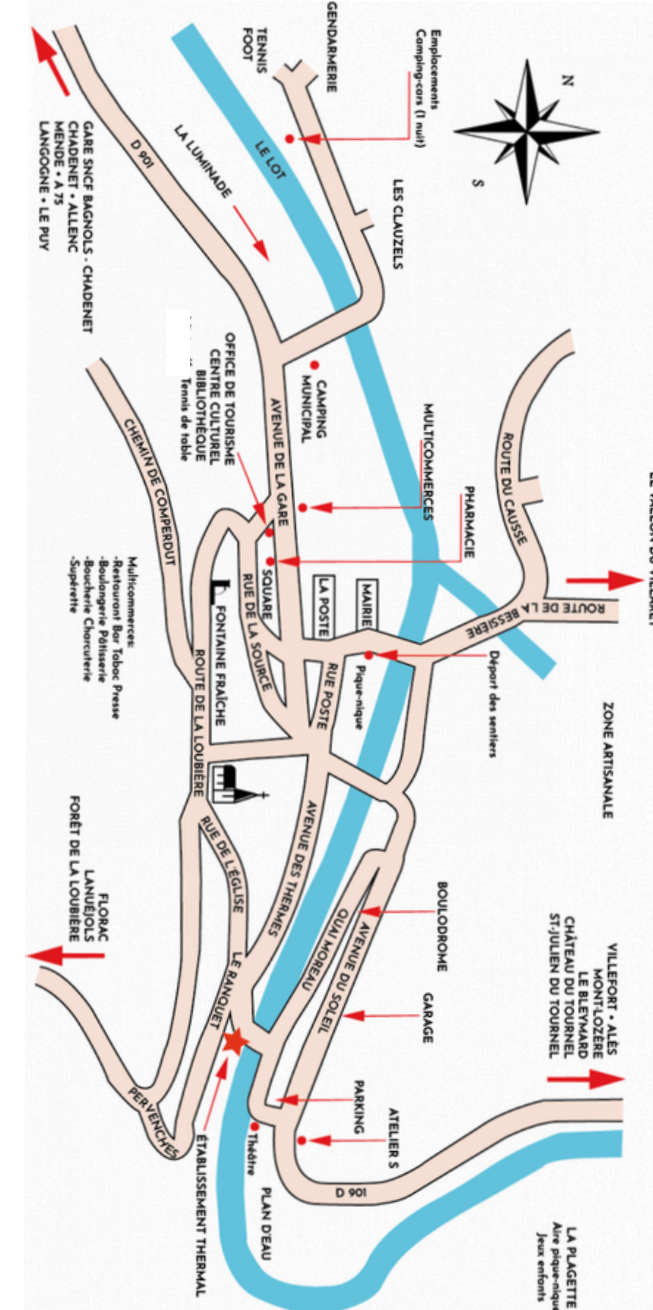 GENDARMERIE
TENNIS
FOOT
Emplacements
Camping-cars (1 nuit)
N
S
LE LOT
D 901
LA LUMINADE
LES CLAUZELS
GARE SNCF BAGNOLS - CHADENET
CHADENET • ALLENC
MENDE • A 75
LANGOGNE • LE PUY
OFFICE DE TOURISME
CENTRE CULTUREL
BIBLIOTHÈQUE
Tennis de table
CAMPING
MUNICIPAL
AVENUE DE LA GARE
MULTICOMMERCES
PHARMACIE
ROUTE DU CAUSSE
LE VALLON DU VILLARET
ROUTE DE LA BESSIÈRE
CHEMIN DE COMPERDUT
SQUARE
LA POSTE
MAIRIE
RUE DE LA SOURCE
FONTAINE FRAÎCHE
RUE POSTE
Pique-nique
Départ des sentiers
ZONE ARTISANALE
Multicommerces:
-Restaurant Bar Tabac Presse
-Boulangerie Pâtisserie
-Boucherie Charcuterie
-Supérette
ROUTE DE LA LOUBIÈRE
RUE DE L'ÉGLISE
AVENUE DES THERMES
QUAI MOREAU
AVENUE DU SOLEIL
BOULODROME
GARAGE
FLORAC
LANUÉJOLS
FORÊT DE LA LOUBIÈRE
LE RANQUET
VILLEFORT • ALÈS
MONT-LOZÈRE
LE BLEYMARD
CHÂTEAU DU TOURNEL
ST-JULIEN DU TOURNEL
PERVENCHES
ÉTABLISSEMENT THERMAL
PARKING
ATELIER S
Théâtre
D 901
PLAN D'EAU
LA PLAGETTE
Aire pique-nique
Jeux enfants